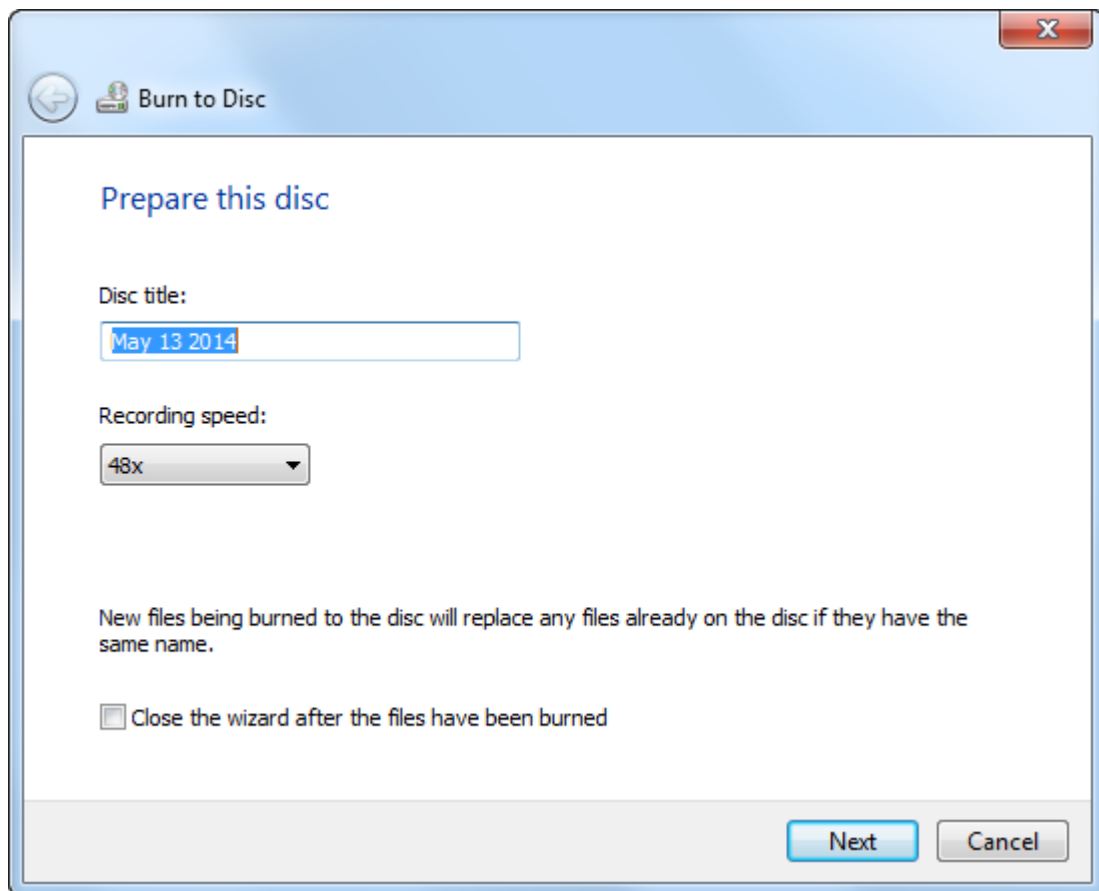 Burn to Disc
Prepare this disc
Disc title:
May 13 2014
Recording speed:
48x
New files being burned to the disc will replace any files already on the disc if they have the
same name.
Close the wizard after the files have been burned
Next Cancel